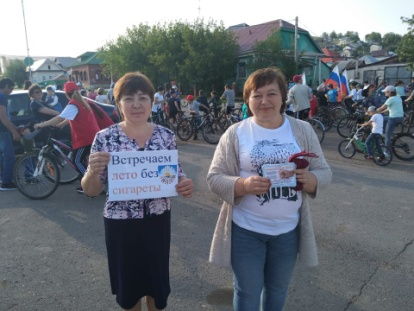 Встречаем
лето без
сигареты